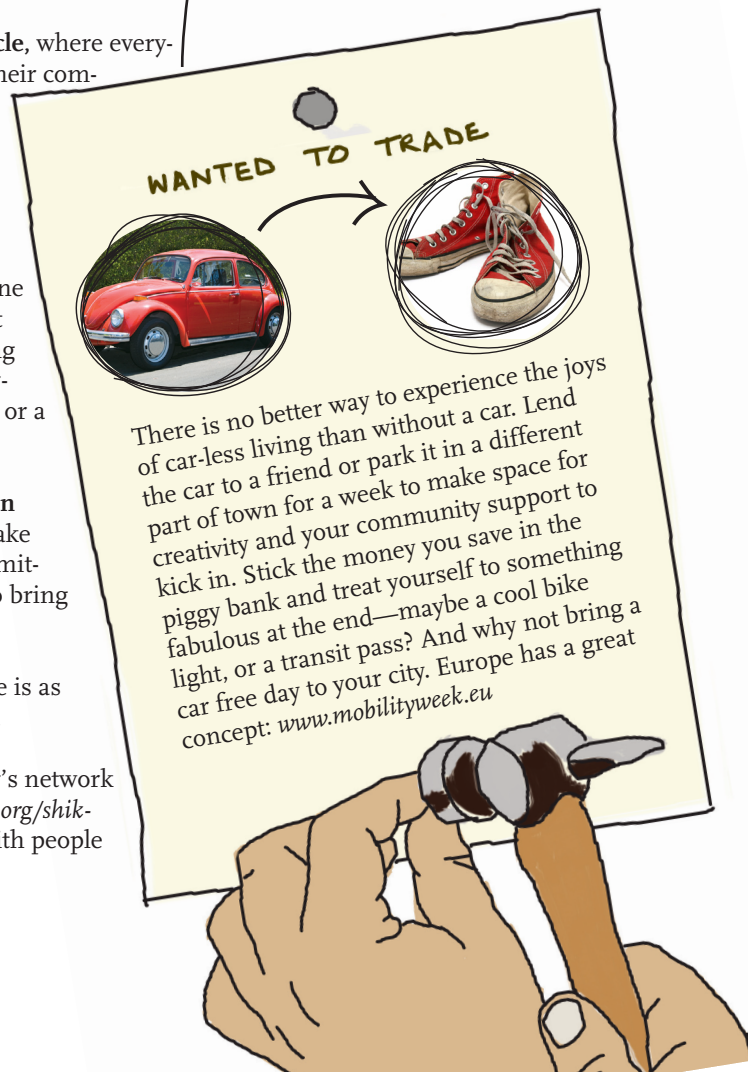 cle, where every-
heir com-
ne
t
ng
r-
or a
n
ake
mit-
o bring
e is as
's network
org/shik-
ith people
WANTED TO TRADE
There is no better way to experience the joys
of car-less living than without a car. Lend
the car to a friend or park it in a different
part of town for a week to make space for
creativity and your community support to
kick in. Stick the money you save in the
piggy bank and treat yourself to something
fabulous at the end—maybe a cool bike
light, or a transit pass? And why not bring a
car free day to your city. Europe has a great
concept: www.mobilityweek.eu